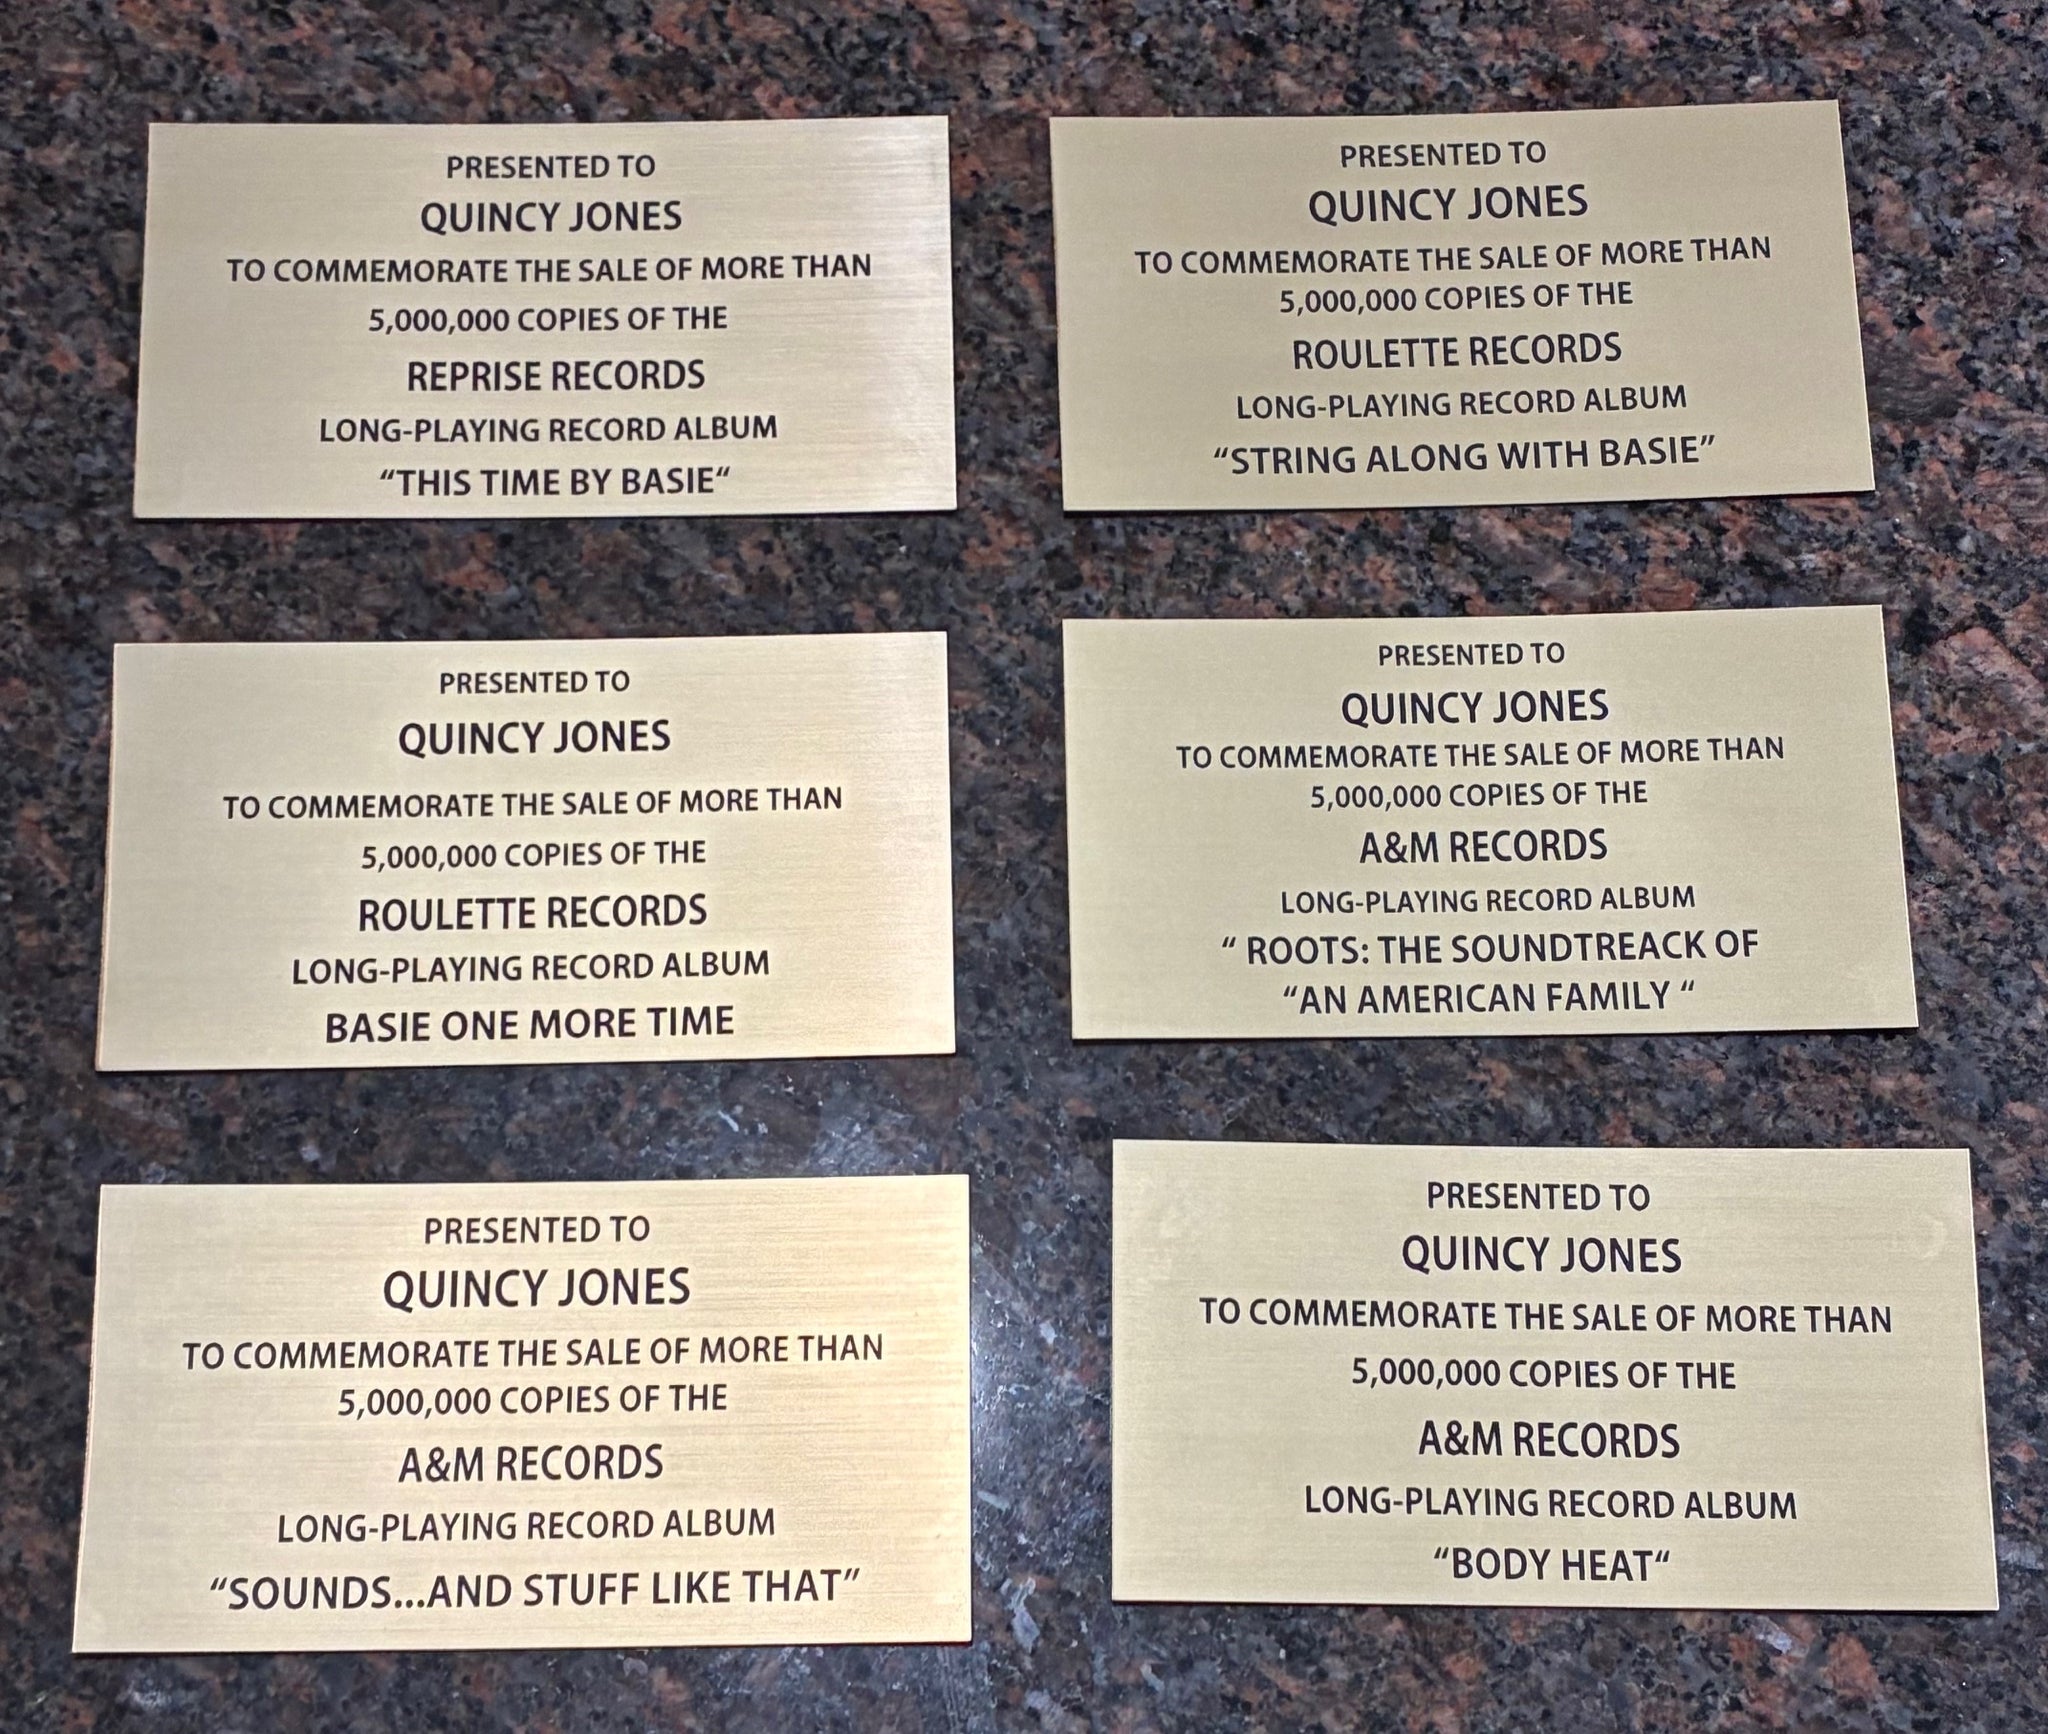 PRESENTED TO
QUINCY JONES
TO COMMEMORATE THE SALE OF MORE THAN
5,000,000 COPIES OF THE
REPRISE RECORDS
LONG-PLAYING RECORD ALBUM
“THIS TIME BY BASIE“
PRESENTED TO
QUINCY JONES
TO COMMEMORATE THE SALE OF MORE THAN
5,000,000 COPIES OF THE
ROULETTE RECORDS
LONG-PLAYING RECORD ALBUM
“STRING ALONG WITH BASIE”
PRESENTED TO
QUINCY JONES
TO COMMEMORATE THE SALE OF MORE THAN
5,000,000 COPIES OF THE
ROULETTE RECORDS
LONG-PLAYING RECORD ALBUM
BASIE ONE MORE TIME
PRESENTED TO
QUINCY JONES
TO COMMEMORATE THE SALE OF MORE THAN
5,000,000 COPIES OF THE
A&M RECORDS
LONG-PLAYING RECORD ALBUM
“ ROOTS: THE SOUNDTREACK OF
“AN AMERICAN FAMILY “
PRESENTED TO
QUINCY JONES
TO COMMEMORATE THE SALE OF MORE THAN
5,000,000 COPIES OF THE
A&M RECORDS
LONG-PLAYING RECORD ALBUM
“SOUNDS...AND STUFF LIKE THAT”
PRESENTED TO
QUINCY JONES
TO COMMEMORATE THE SALE OF MORE THAN
5,000,000 COPIES OF THE
A&M RECORDS
LONG-PLAYING RECORD ALBUM
“BODY HEAT“